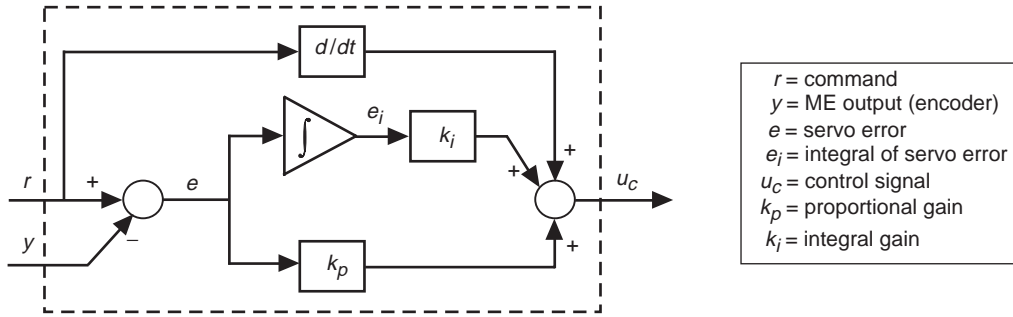 d/dt
∫
e_i
k_i
+
+
r
+
e
u_c
y
−
k_p
+
r = command
y = ME output (encoder)
e = servo error
e_i = integral of servo error
u_c = control signal
k_p = proportional gain
k_i = integral gain